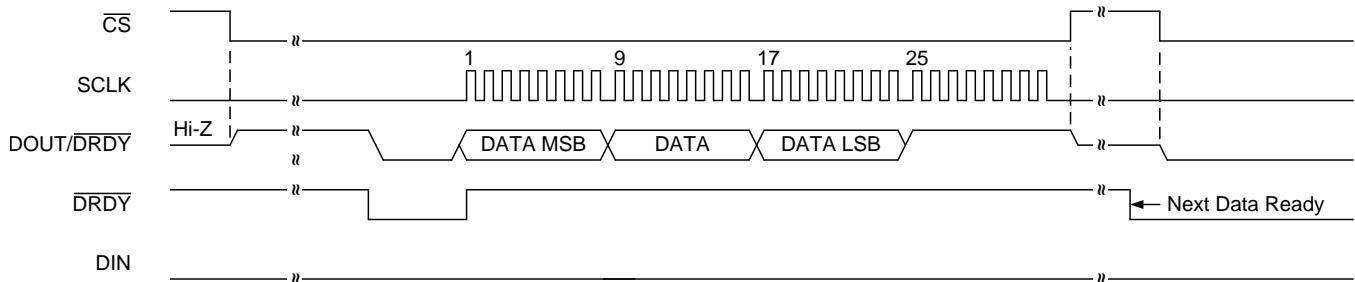 CS
1 9 17 25
SCLK
Hi-Z
DOUT/DRDY DATA MSB DATA DATA LSB
DRDY Next Data Ready
DIN